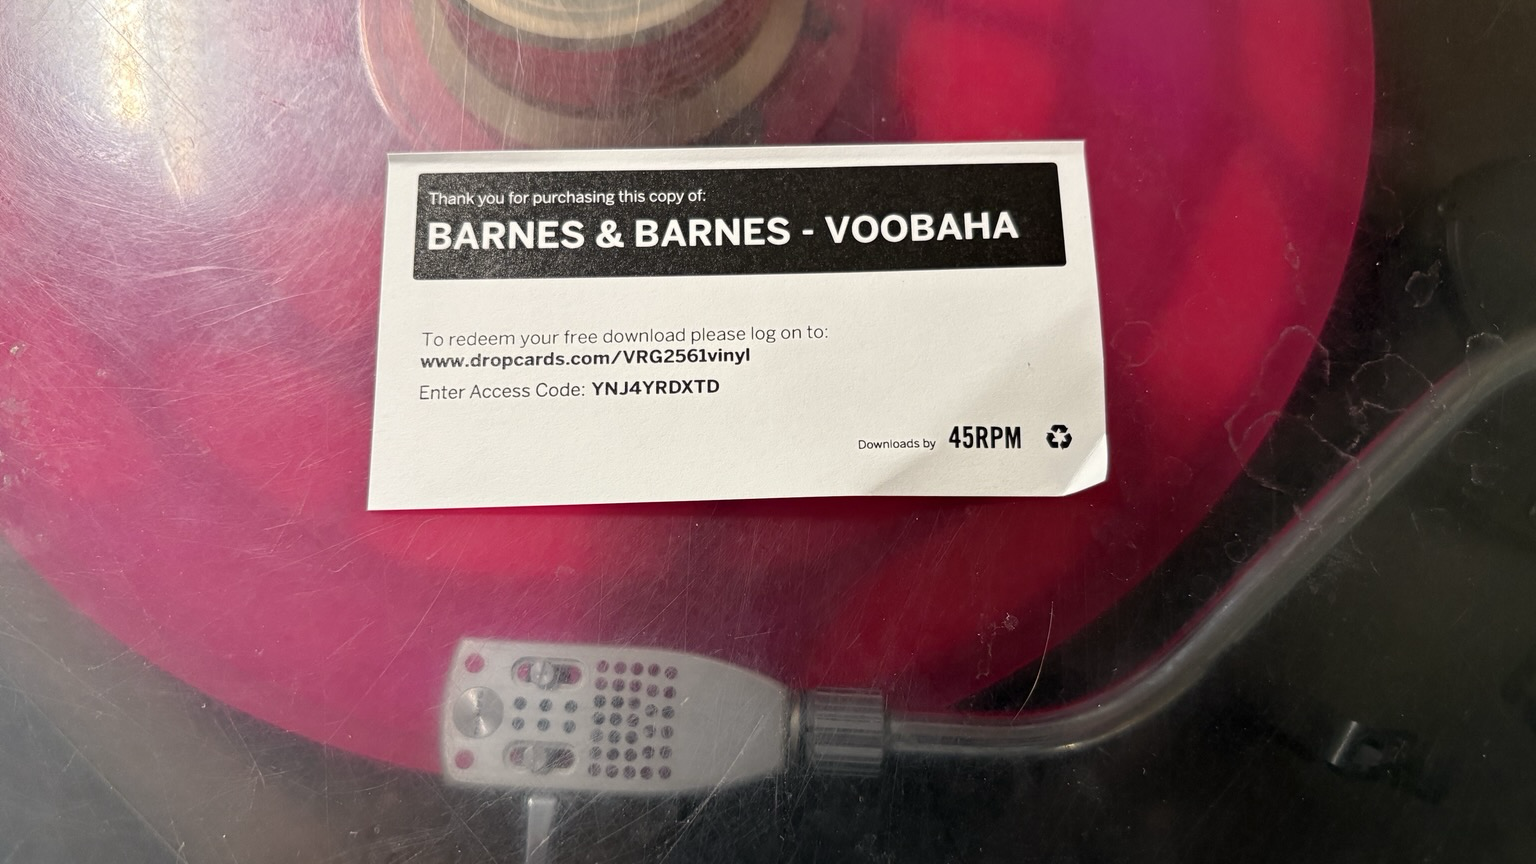 Thank you for purchasing this copy of:
BARNES & BARNES - VOOBAHA
To redeem your free download please log on to:
www.dropcards.com/VRG2561vinyl
Enter Access Code: YNJ4YRDXTD
Downloads by 45RPM